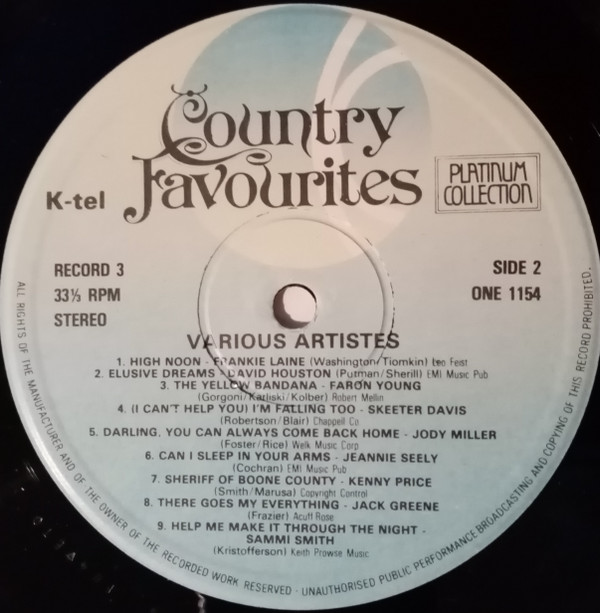 Country
Favourites
K-tel
PLATINUM
COLLECTION
RECORD 3
33⅓ RPM
STEREO
SIDE 2
ONE 1154
VARIOUS ARTISTES
1. HIGH NOON - FRANKIE LAINE (Washington/Tiomkin) Leo Feist
2. ELUSIVE DREAMS - DAVID HOUSTON (Putman/Sherill) EMI Music Pub
3. THE YELLOW BANDANA - FARON YOUNG
(Gorgoni/Karliski/Kolber) Robert Mellin
4. (I CAN'T HELP YOU) I'M FALLING TOO - SKEETER DAVIS
(Robertson/Blair) Chappell Co
5. DARLING, YOU CAN ALWAYS COME BACK HOME - JODY MILLER
(Foster/Rice) Welk Music Corp
6. CAN I SLEEP IN YOUR ARMS - JEANNIE SEELY
(Cochran) EMI Music Pub
7. SHERIFF OF BOONE COUNTY - KENNY PRICE
(Smith/Marusa) Copyright Control
8. THERE GOES MY EVERYTHING - JACK GREENE
(Frazier) Acuff Rose
9. HELP ME MAKE IT THROUGH THE NIGHT -
SAMMI SMITH
(Kristofferson) Keith Prowse Music
ALL RIGHTS OF THE MANUFACTURER AND OF THE OWNER OF THE RECORDED WORK RESERVED · UNAUTHORISED PUBLIC PERFORMANCE BROADCASTING AND COPYING OF THIS RECORD PROHIBITED.